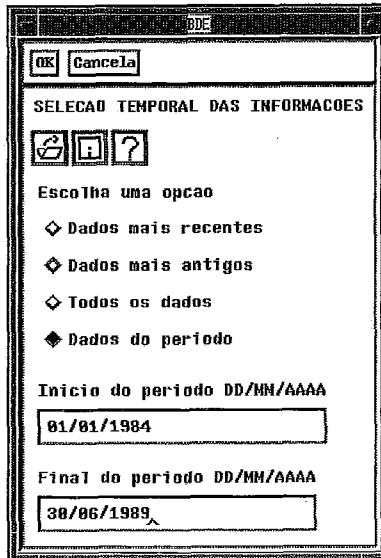 BDE
OK Cancela
SELECAO TEMPORAL DAS INFORMACOES
i ?
Escolha uma opcao
Dados mais recentes
Dados mais antigos
Todos os dados
Dados do periodo
Inicio do periodo DD/MM/AAAA
01/01/1984
Final do periodo DD/MM/AAAA
30/06/1989